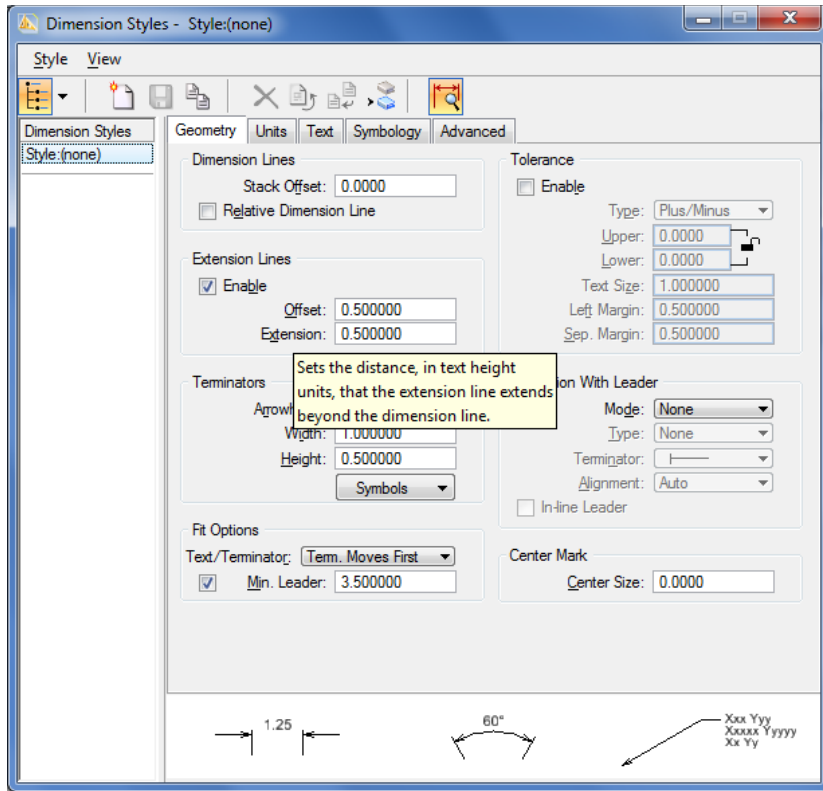 Dimension Styles - Style:(none)
Style View
Dimension Styles
Style:(none)
Geometry Units Text Symbology Advanced
Dimension Lines
Stack Offset: 0.0000
Relative Dimension Line
Extension Lines
Enable
Offset: 0.500000
Extension: 0.500000
Sets the distance, in text height
units, that the extension line extends
beyond the dimension line.
Terminators
Width: 1.000000
Height: 0.500000
Symbols
Fit Options
Text/Terminator: Term. Moves First
Min. Leader: 3.500000
Tolerance
Enable
Type: Plus/Minus
Upper: 0.0000
Lower: 0.0000
Text Size: 1.000000
Left Margin: 0.500000
Sep. Margin: 0.500000
With Leader
Mode: None
Type: None
Terminator:
Alignment: Auto
In-line Leader
Center Mark
Center Size: 0.0000
1.25
60°
Xxx Yyy
Xxxxx Yyyyy
Xx Yy